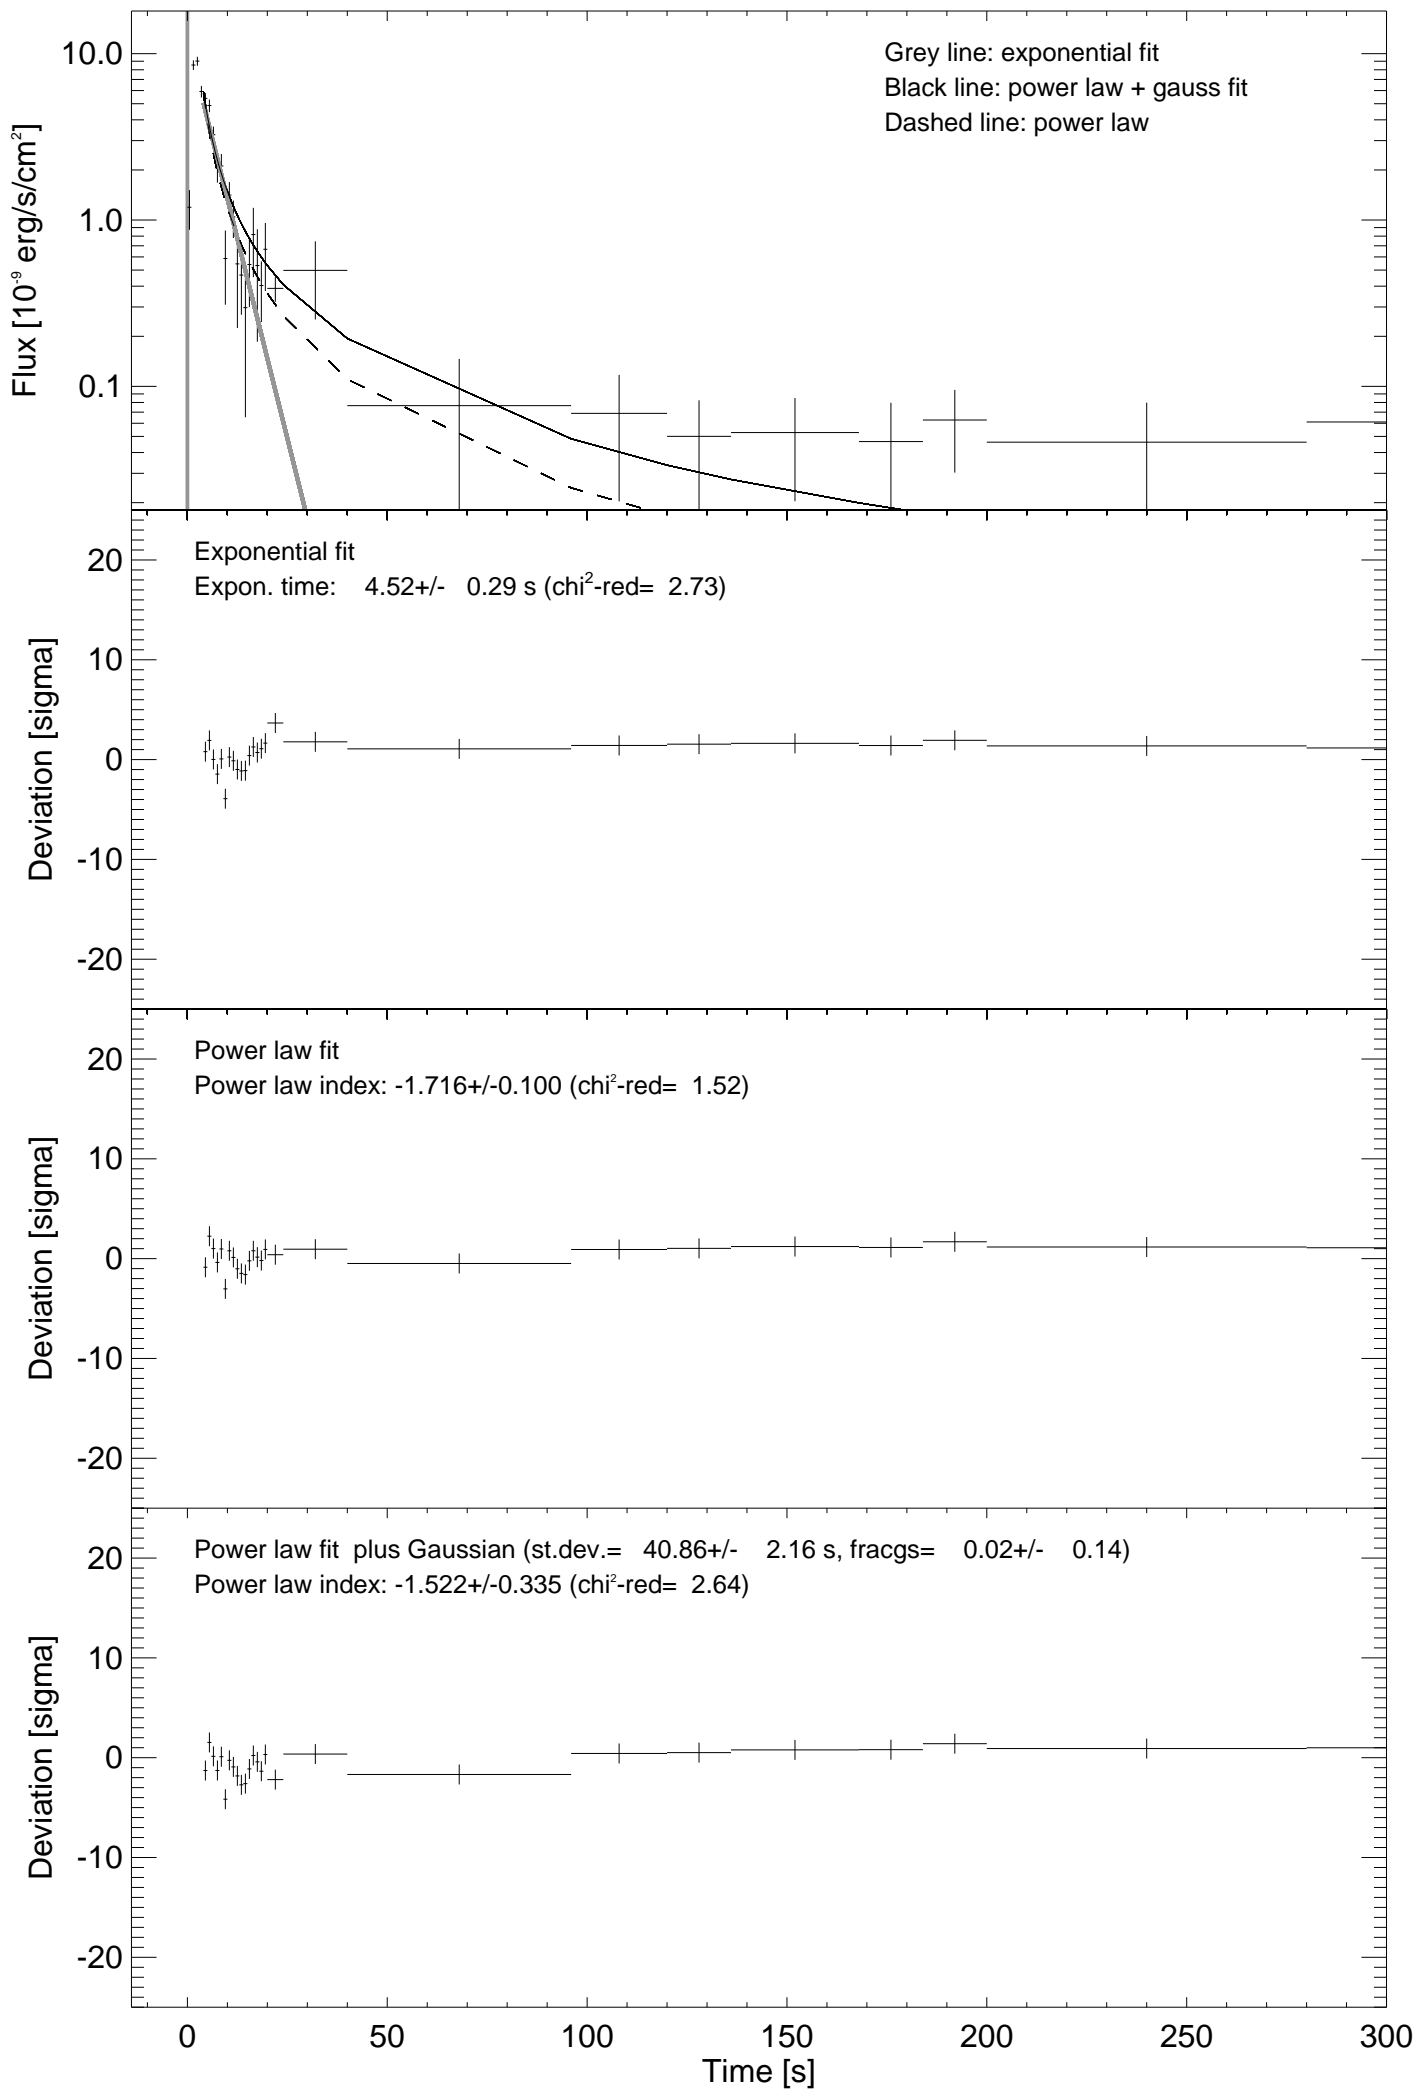 Grey line: exponential fit
Black line: power law + gauss fit
Dashed line: power law
10.0
1.0
0.1
Flux [10⁻⁹ erg/s/cm²]
Exponential fit
Expon. time: 4.52+/- 0.29 s (chi²-red= 2.73)
20
10
0
-10
-20
Deviation [sigma]
Power law fit
Power law index: -1.716+/-0.100 (chi²-red= 1.52)
20
10
0
-10
-20
Deviation [sigma]
Power law fit plus Gaussian (st.dev.= 40.86+/- 2.16 s, fracgs= 0.02+/- 0.14)
Power law index: -1.522+/-0.335 (chi²-red= 2.64)
20
10
0
-10
-20
Deviation [sigma]
0 50 100 150 200 250 300
Time [s]